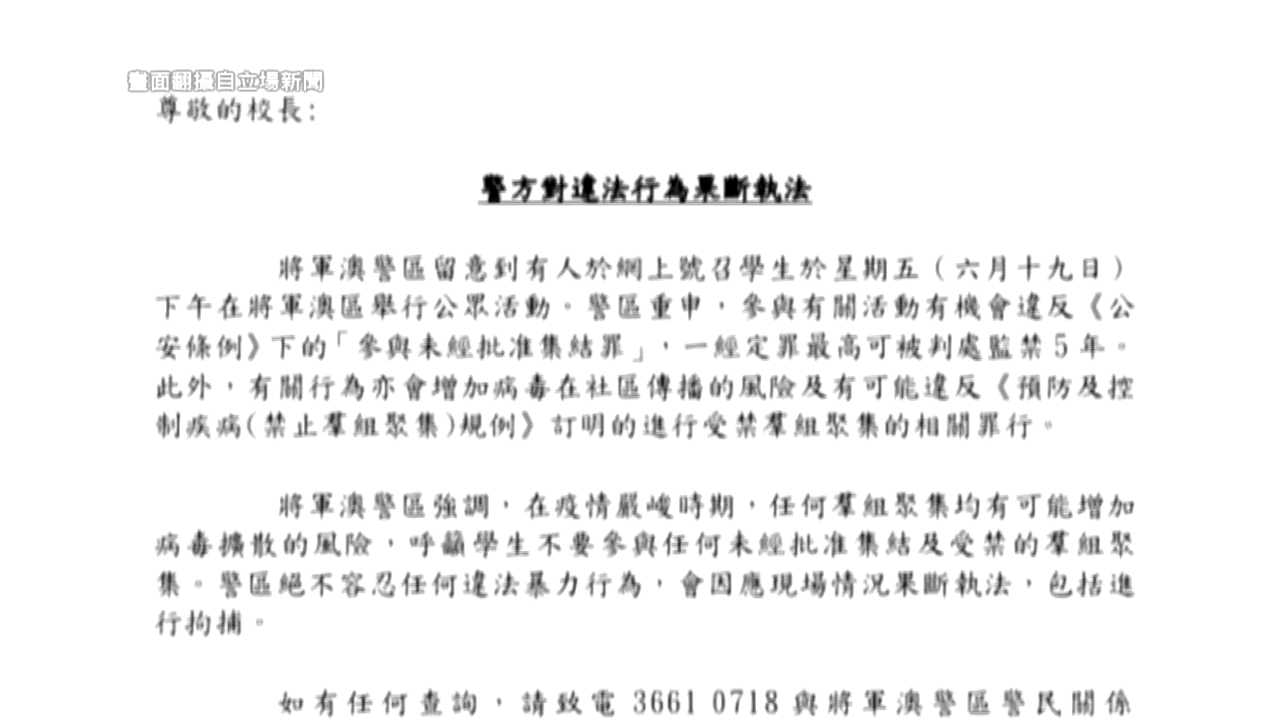 畫面翻攝自立場新聞
尊敬的校長:
警方對違法行為果斷執法
將軍澳警區留意到有人於網上號召學生於星期五（六月十九日）
下午在將軍澳區舉行公眾活動。警區重申，參與有關活動有機會違反《公
安條例》下的「參與未經批准集結罪」，一經定罪最高可被判處監禁5年。
此外，有關行為亦會增加病毒在社區傳播的風險及有可能違反《預防及控
制疾病(禁止羣組聚集)規例》訂明的進行受禁羣組聚集的相關罪行。
將軍澳警區強調，在疫情嚴峻時期，任何羣組聚集均有可能增加
病毒擴散的風險，呼籲學生不要參與任何未經批准集結及受禁的羣組聚
集。警區絕不容忍任何違法暴力行為，會因應現場情況果斷執法，包括進
行拘捕。
如有任何查詢，請致電 3661 0718 與將軍澳警區警民關係